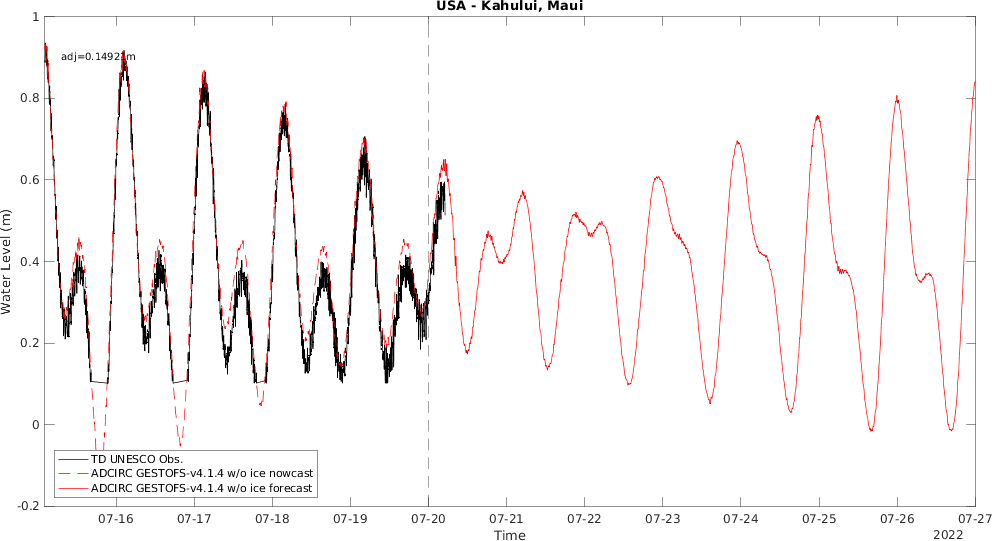 USA - Kahului, Maui
adj=0.1492 m
Water Level (m)
1
0.8
0.6
0.4
0.2
0
-0.2
TD UNESCO Obs.
ADCIRC GESTOFS-v4.1.4 w/o ice nowcast
ADCIRC GESTOFS-v4.1.4 w/o ice forecast
07-16 07-17 07-18 07-19 07-20 07-21 07-22 07-23 07-24 07-25 07-26 07-27
Time
2022